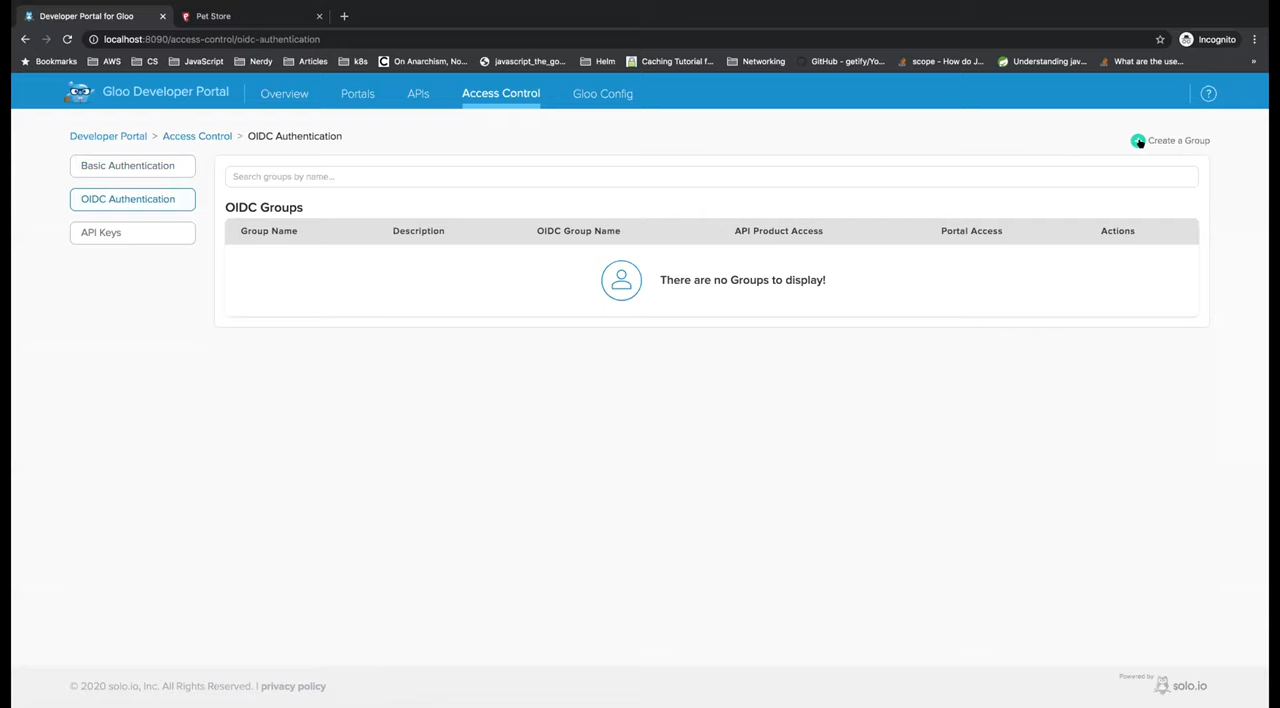 Developer Portal for Gloo
Pet Store
localhost:8090/access-control/oidc-authentication
Incognito
Bookmarks AWS CS JavaScript Nerdy Articles k8s On Anarchism, No... javascript_the_go... Helm Caching Tutorial f... Networking GitHub - getify/Yo... scope - How do J... Understanding jav... What are the use... »
Gloo Developer Portal Overview Portals APIs Access Control Gloo Config ?
Developer Portal > Access Control > OIDC Authentication
Create a Group
Basic Authentication
OIDC Authentication
API Keys
Search groups by name...
OIDC Groups
Group Name Description OIDC Group Name API Product Access Portal Access Actions
There are no Groups to display!
© 2020 solo.io, Inc. All Rights Reserved. | privacy policy
Powered by
solo.io